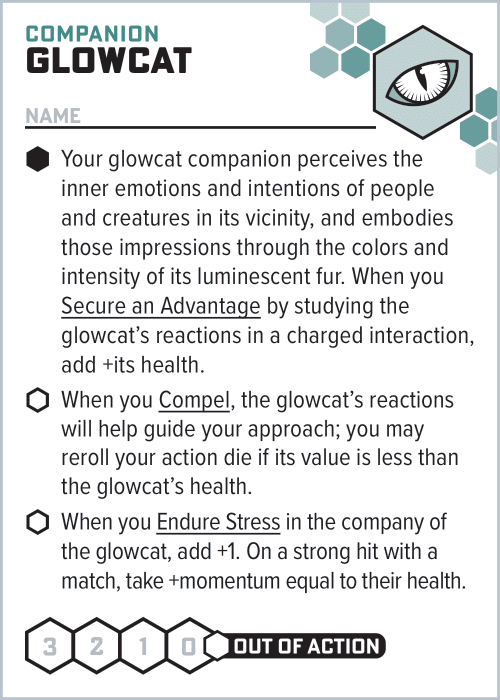 COMPANION
GLOWCAT
NAME
Your glowcat companion perceives the
inner emotions and intentions of people
and creatures in its vicinity, and embodies
those impressions through the colors and
intensity of its luminescent fur. When you
Secure an Advantage by studying the
glowcat’s reactions in a charged interaction,
add +its health.
When you Compel, the glowcat’s reactions
will help guide your approach; you may
reroll your action die if its value is less than
the glowcat’s health.
When you Endure Stress in the company of
the glowcat, add +1. On a strong hit with a
match, take +momentum equal to their health.
3 2 1 0 OUT OF ACTION